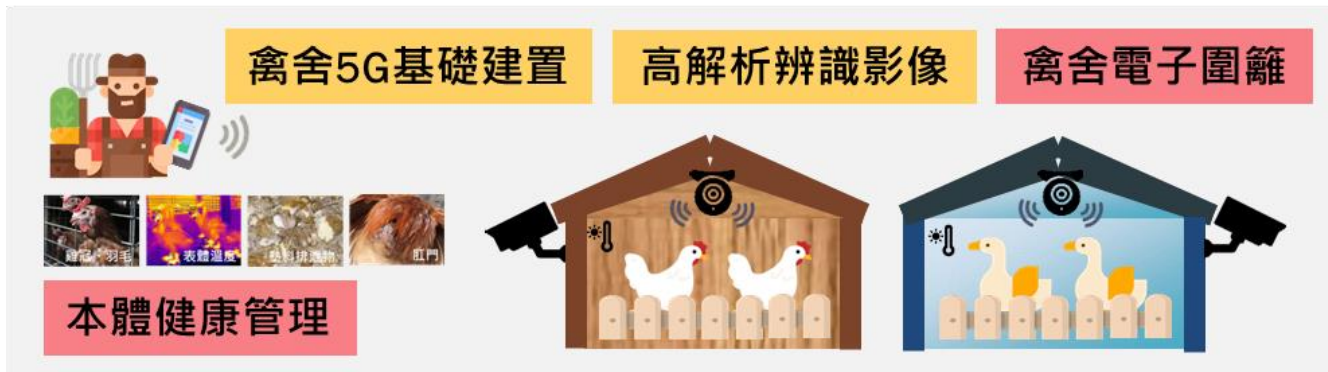 禽舍5G基礎建置
高解析辨識影像
禽舍電子圍籬
雞冠、羽毛
表體溫度
墊料排遺物
肛門
本體健康管理